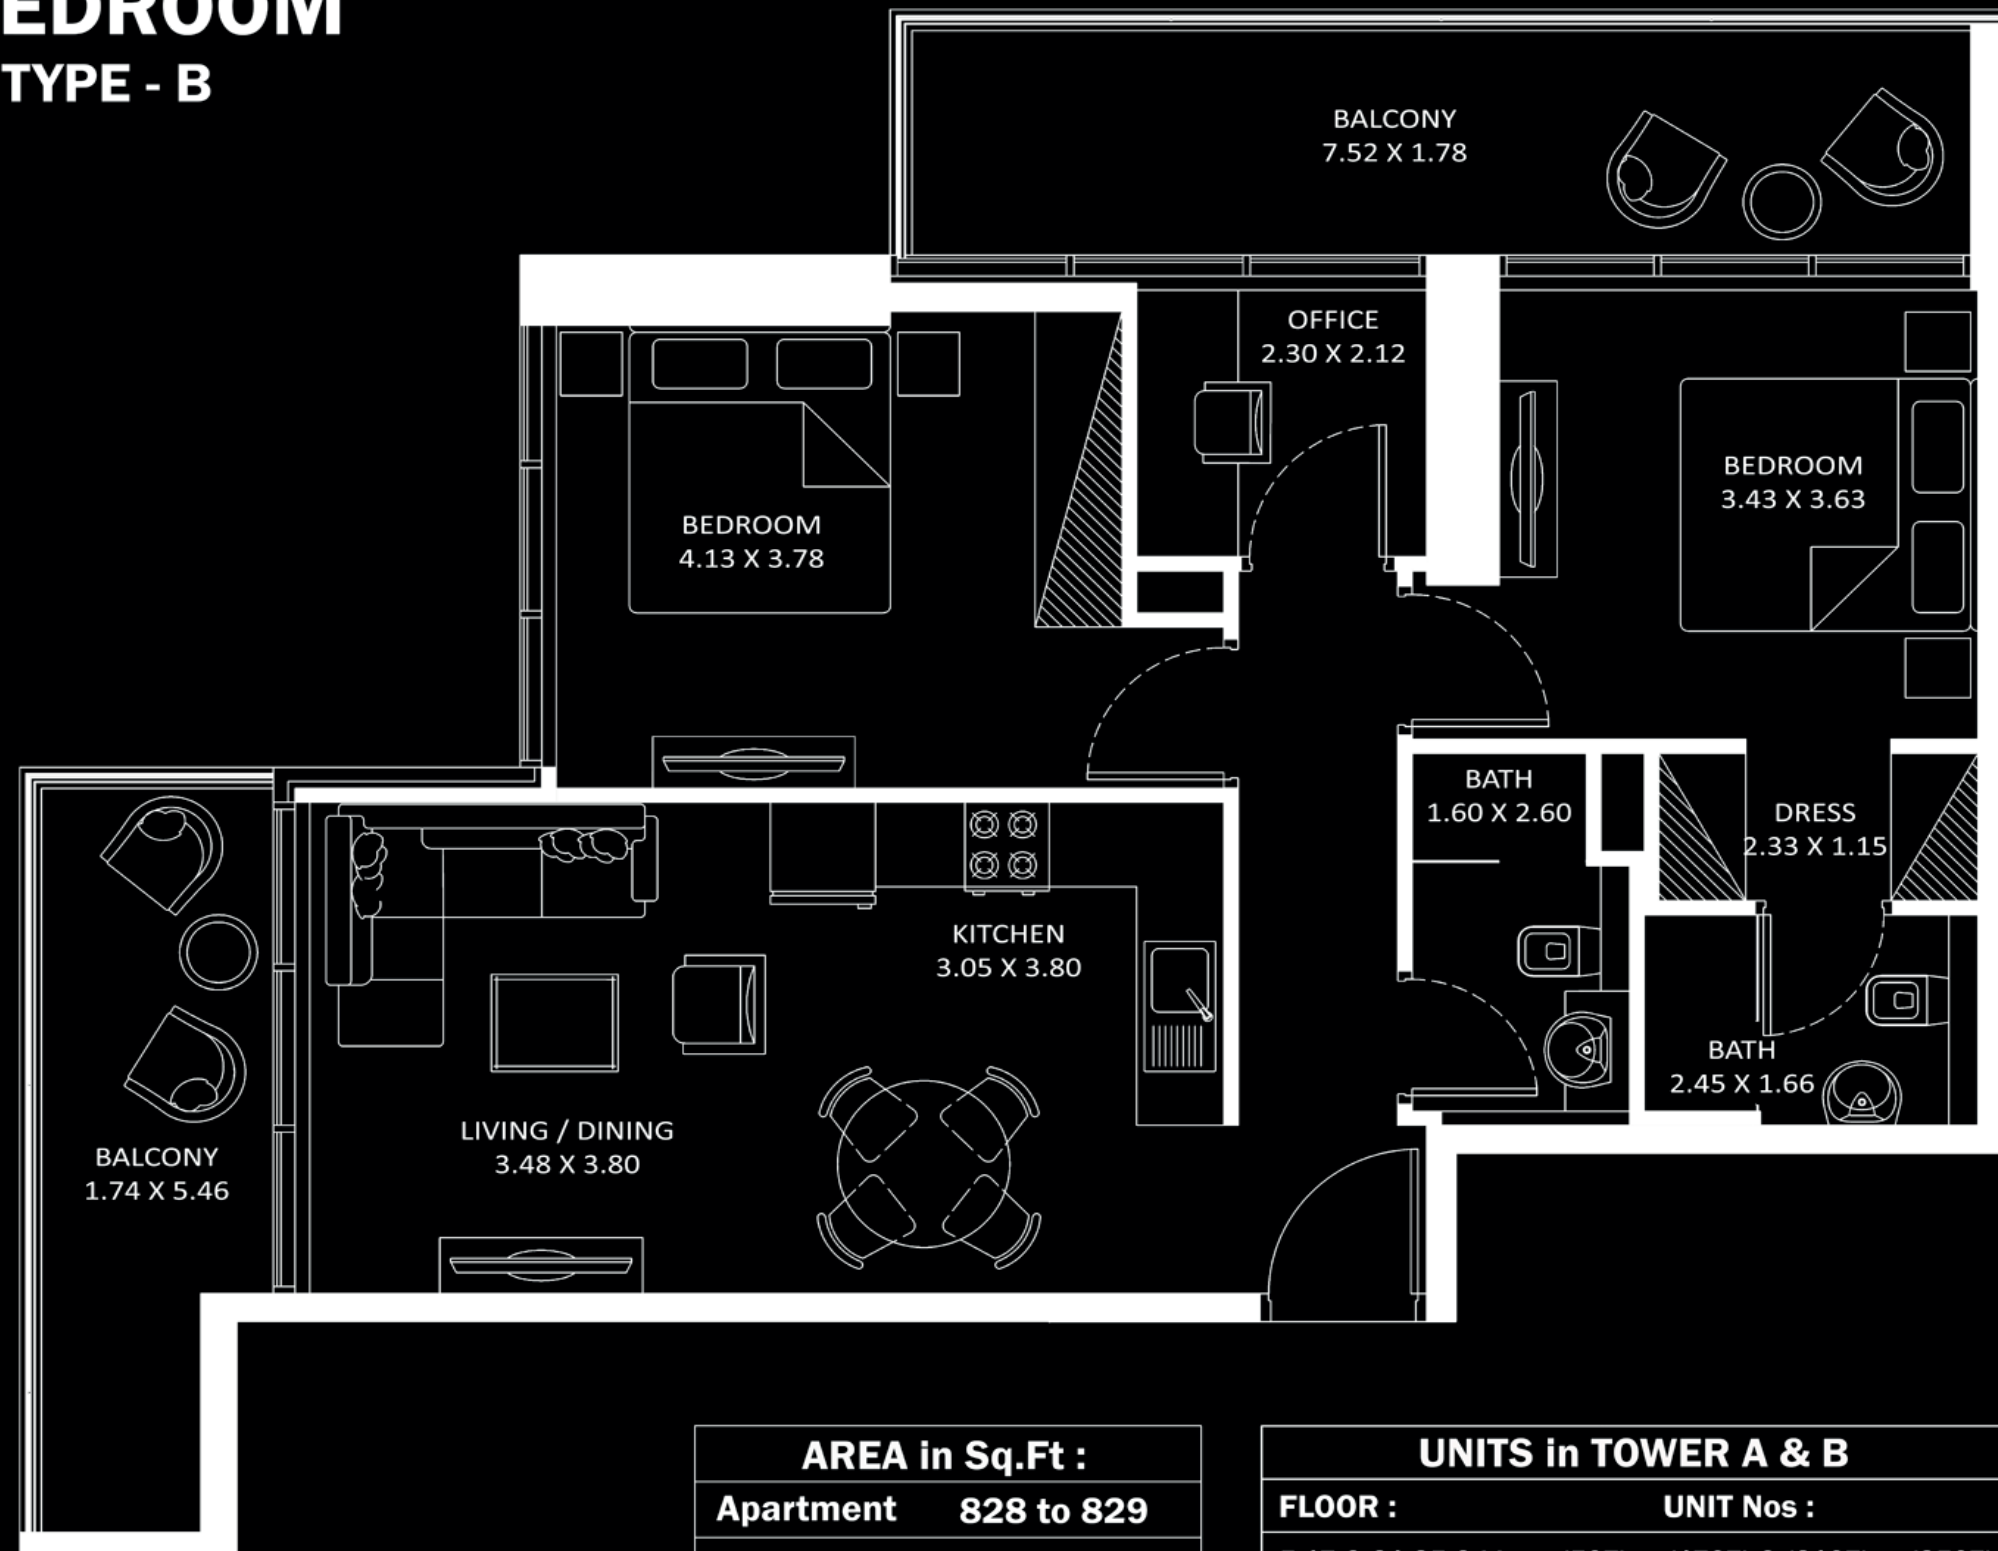 EDROOM
TYPE - B
BALCONY
7.52 X 1.78
OFFICE
2.30 X 2.12
BEDROOM
3.43 X 3.63
BEDROOM
4.13 X 3.78
BATH
1.60 X 2.60
DRESS
2.33 X 1.15
KITCHEN
3.05 X 3.80
BATH
2.45 X 1.66
LIVING / DINING
3.48 X 3.80
BALCONY
1.74 X 5.46
AREA in Sq.Ft :
Apartment 828 to 829
UNITS in TOWER A & B
FLOOR : UNIT Nos :